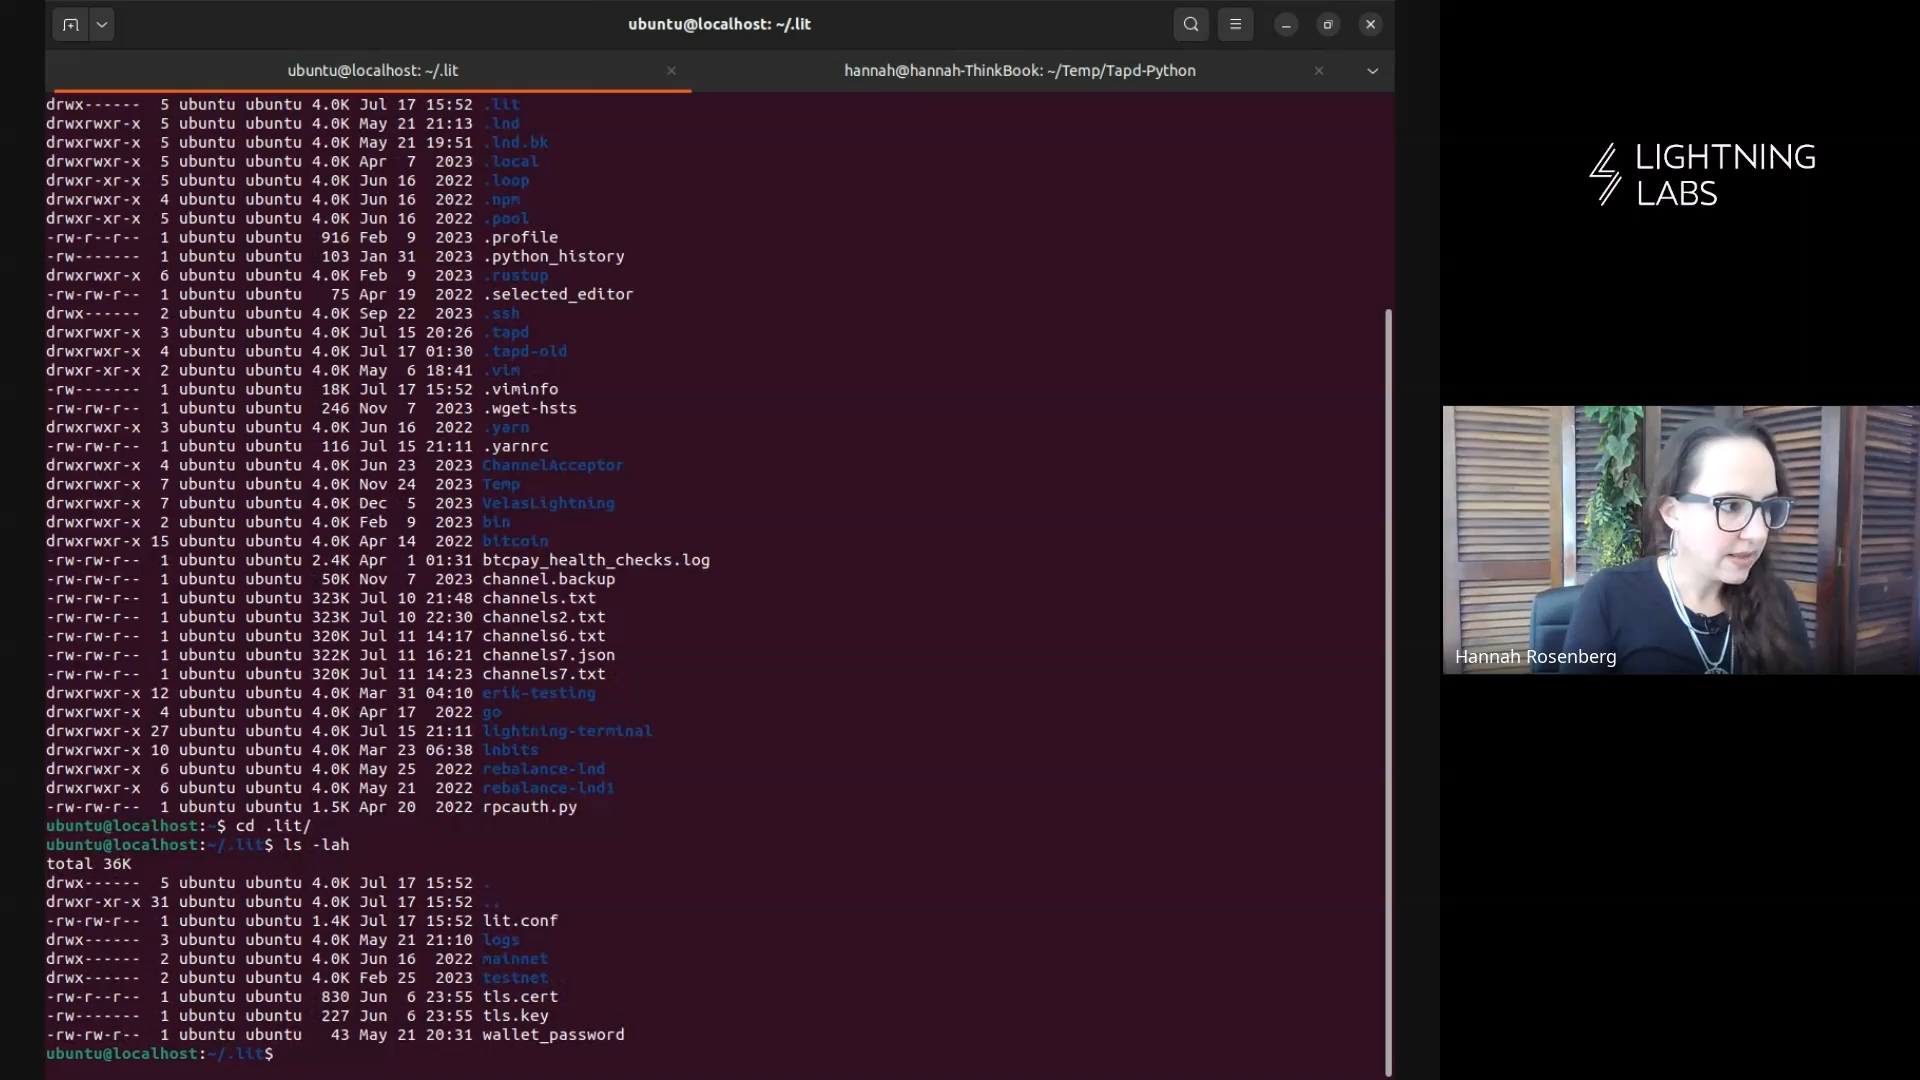 ubuntu@localhost: ~/.lit
ubuntu@localhost: ~/.lit
hannah@hannah-ThinkBook: ~/Temp/Tapd-Python
drwx------  5 ubuntu ubuntu 4.0K Jul 17 15:52 .lit
drwxrwxr-x  5 ubuntu ubuntu 4.0K May 21 21:13 .lnd
drwxrwxr-x  5 ubuntu ubuntu 4.0K May 21 19:51 .lnd.bk
drwxrwxr-x  5 ubuntu ubuntu 4.0K Apr  7  2023 .local
drwxr-xr-x  5 ubuntu ubuntu 4.0K Jun 16  2022 .loop
drwxrwxr-x  4 ubuntu ubuntu 4.0K Jun 16  2022 .npm
drwxr-xr-x  5 ubuntu ubuntu 4.0K Jun 16  2022 .pool
-rw-r--r--  1 ubuntu ubuntu  916 Feb  9  2023 .profile
-rw-------  1 ubuntu ubuntu  103 Jan 31  2023 .python_history
drwxrwxr-x  6 ubuntu ubuntu 4.0K Feb  9  2023 .rustup
-rw-rw-r--  1 ubuntu ubuntu   75 Apr 19  2022 .selected_editor
drwx------  2 ubuntu ubuntu 4.0K Sep 22  2023 .ssh
drwxrwxr-x  3 ubuntu ubuntu 4.0K Jul 15 20:26 .tapd
drwxrwxr-x  4 ubuntu ubuntu 4.0K Jul 17 01:30 .tapd-old
drwxr-xr-x  2 ubuntu ubuntu 4.0K May  6 18:41 .vim
-rw-------  1 ubuntu ubuntu  18K Jul 17 15:52 .viminfo
-rw-rw-r--  1 ubuntu ubuntu  246 Nov  7  2023 .wget-hsts
drwxrwxr-x  3 ubuntu ubuntu 4.0K Jun 16  2022 .yarn
-rw-rw-r--  1 ubuntu ubuntu  116 Jul 15 21:11 .yarnrc
drwxrwxr-x  4 ubuntu ubuntu 4.0K Jun 23  2023 ChannelAcceptor
drwxrwxr-x  7 ubuntu ubuntu 4.0K Nov 24  2023 Temp
drwxrwxr-x  7 ubuntu ubuntu 4.0K Dec  5  2023 VelasLightning
drwxrwxr-x  2 ubuntu ubuntu 4.0K Feb  9  2023 bin
drwxrwxr-x 15 ubuntu ubuntu 4.0K Apr 14  2022 bitcoin
-rw-rw-r--  1 ubuntu ubuntu 2.4K Apr  1 01:31 btcpay_health_checks.log
-rw-rw-r--  1 ubuntu ubuntu  50K Nov  7  2023 channel.backup
-rw-rw-r--  1 ubuntu ubuntu 323K Jul 10 21:48 channels.txt
-rw-rw-r--  1 ubuntu ubuntu 323K Jul 10 22:30 channels2.txt
-rw-rw-r--  1 ubuntu ubuntu 320K Jul 11 14:17 channels6.txt
-rw-rw-r--  1 ubuntu ubuntu 322K Jul 11 16:21 channels7.json
-rw-rw-r--  1 ubuntu ubuntu 320K Jul 11 14:23 channels7.txt
drwxrwxr-x 12 ubuntu ubuntu 4.0K Mar 31 04:10 erik-testing
drwxrwxr-x  4 ubuntu ubuntu 4.0K Apr 17  2022 go
drwxrwxr-x 27 ubuntu ubuntu 4.0K Jul 15 21:11 lightning-terminal
drwxrwxr-x 10 ubuntu ubuntu 4.0K Mar 23 06:38 lnbits
drwxrwxr-x  6 ubuntu ubuntu 4.0K May 25  2022 rebalance-lnd
drwxrwxr-x  6 ubuntu ubuntu 4.0K May 21  2022 rebalance-lnd1
-rw-rw-r--  1 ubuntu ubuntu 1.5K Apr 20  2022 rpcauth.py
ubuntu@localhost:~$ cd .lit/
ubuntu@localhost:~/.lit$ ls -lah
total 36K
drwx------  5 ubuntu ubuntu 4.0K Jul 17 15:52 .
drwxr-xr-x 31 ubuntu ubuntu 4.0K Jul 17 15:52 ..
-rw-rw-r--  1 ubuntu ubuntu 1.4K Jul 17 15:52 lit.conf
drwx------  3 ubuntu ubuntu 4.0K May 21 21:10 logs
drwx------  2 ubuntu ubuntu 4.0K Jun 16  2022 mainnet
drwx------  2 ubuntu ubuntu 4.0K Feb 25  2023 testnet
-rw-r--r--  1 ubuntu ubuntu  830 Jun  6 23:55 tls.cert
-rw-------  1 ubuntu ubuntu  227 Jun  6 23:55 tls.key
-rw-rw-r--  1 ubuntu ubuntu   43 May 21 20:31 wallet_password
ubuntu@localhost:~/.lit$
LIGHTNING
LABS
Hannah Rosenberg